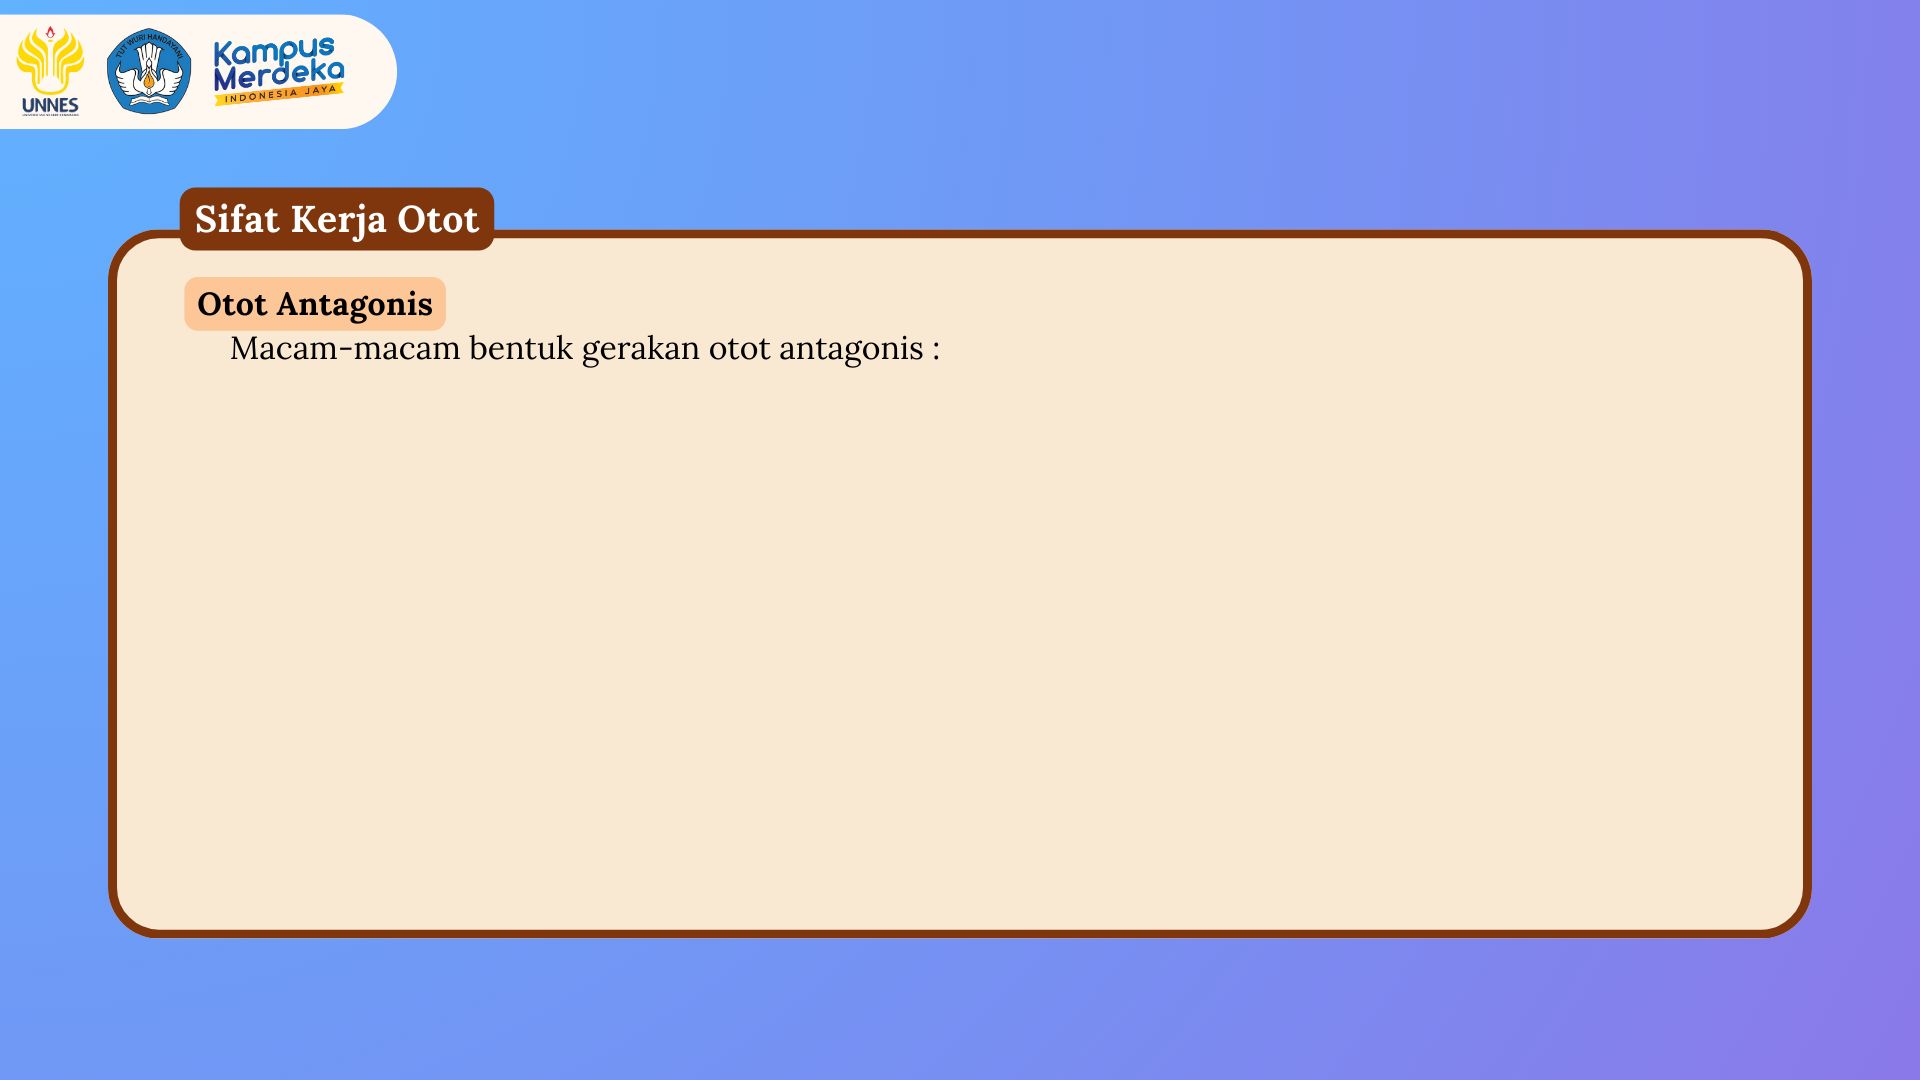 UNNES
TUT WURI HANDAYANI
Kampus
Merdeka
INDONESIA JAYA
Sifat Kerja Otot
Otot Antagonis
Macam-macam bentuk gerakan otot antagonis :